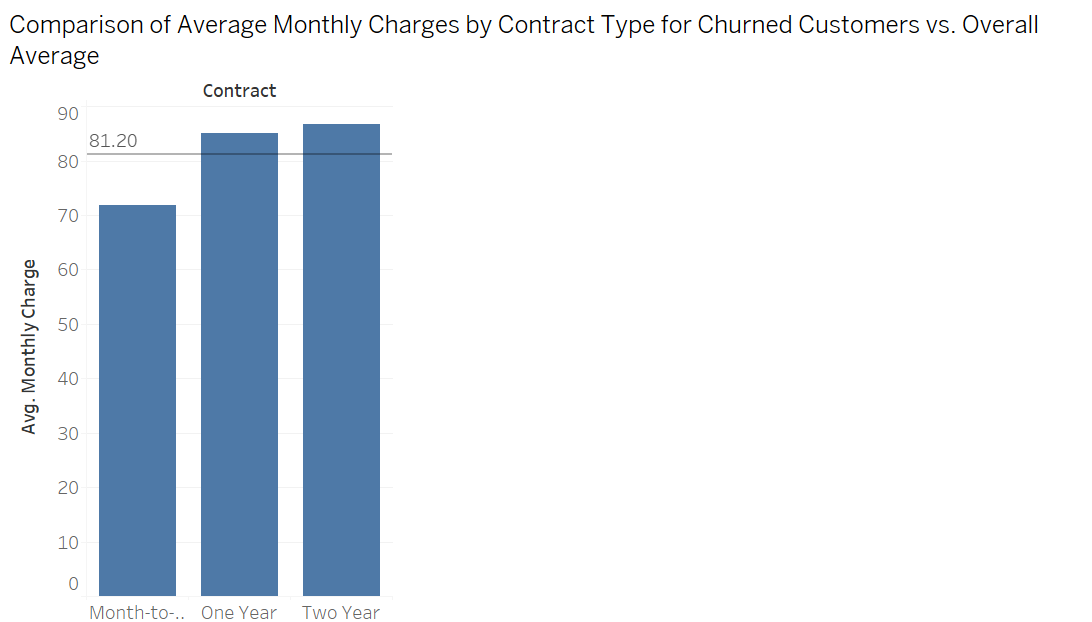 Comparison of Average Monthly Charges by Contract Type for Churned Customers vs. Overall
Average
Contract
Avg. Monthly Charge
90
81.20
80
70
60
50
40
30
20
10
0
Month-to-.. One Year Two Year